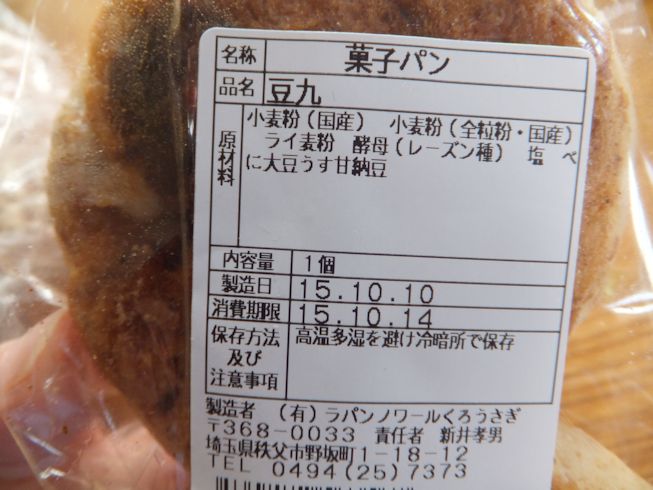 名称 菓子パン
品名 豆九
原材料 小麦粉(国産) 小麦粉(全粒粉・国産)
ライ麦粉 酵母(レーズン種) 塩 べ
に大豆うす甘納豆
内容量 1個
製造日 15.10.10
消費期限 15.10.14
保存方法及び注意事項 高温多湿を避け冷暗所で保存
製造者 (有)ラパンノワールくろうさぎ
〒368-0033 責任者 新井孝男
埼玉県秩父市野坂町1-18-12
TEL 0494(25)7373